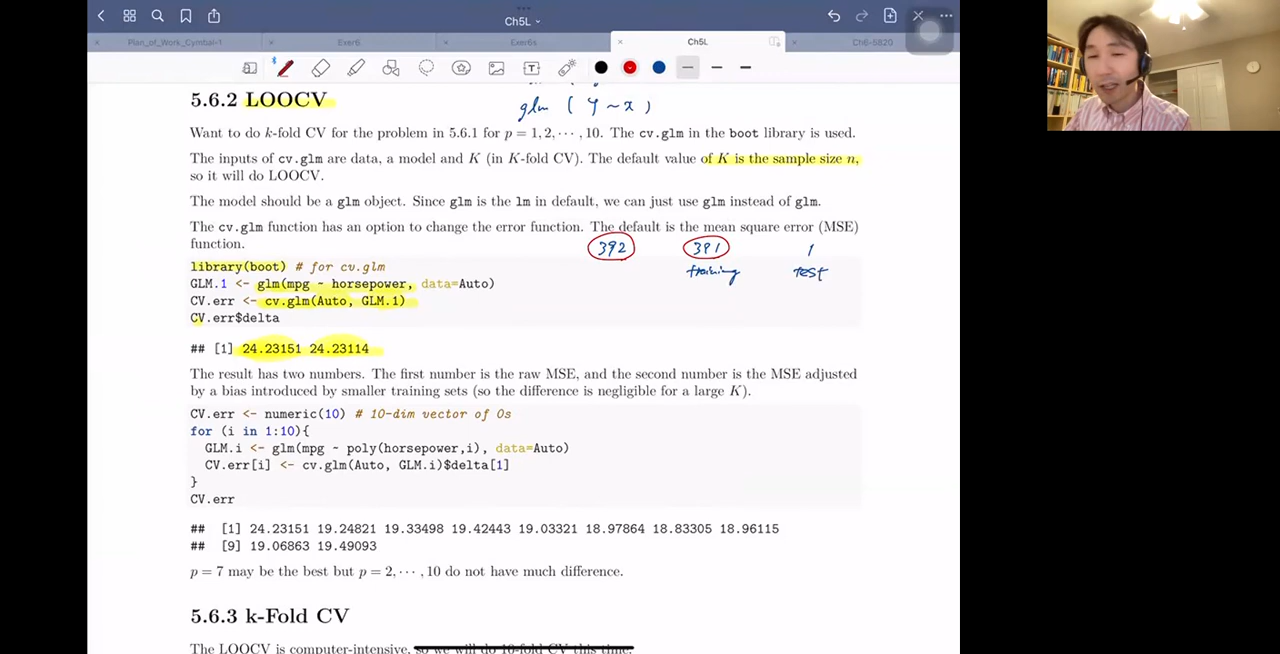 Ch5L
Plan_of_Work_Cymbal-1
Exer6
Exer6s
Ch5L
Ch6-5820
glm ( y ~ x )
5.6.2 LOOCV
Want to do k-fold CV for the problem in 5.6.1 for p = 1, 2, ⋯ , 10. The cv.glm in the boot library is used.
The inputs of cv.glm are data, a model and K (in K-fold CV). The default value of K is the sample size n,
so it will do LOOCV.
The model should be a glm object. Since glm is the lm in default, we can just use glm instead of glm.
The cv.glm function has an option to change the error function. The default is the mean square error (MSE)
function.
392 391 1
training test
library(boot) # for cv.glm
GLM.1 <- glm(mpg ~ horsepower, data=Auto)
CV.err <- cv.glm(Auto, GLM.1)
CV.err$delta
## [1] 24.23151 24.23114
The result has two numbers. The first number is the raw MSE, and the second number is the MSE adjusted
by a bias introduced by smaller training sets (so the difference is negligible for a large K).
CV.err <- numeric(10) # 10-dim vector of 0s
for (i in 1:10){
GLM.i <- glm(mpg ~ poly(horsepower,i), data=Auto)
CV.err[i] <- cv.glm(Auto, GLM.i)$delta[1]
}
CV.err
## [1] 24.23151 19.24821 19.33498 19.42443 19.03321 18.97864 18.83305 18.96115
## [9] 19.06863 19.49093
p = 7 may be the best but p = 2, ⋯ , 10 do not have much difference.
5.6.3 k-Fold CV
The LOOCV is computer-intensive, so we will do 10-fold CV this time.